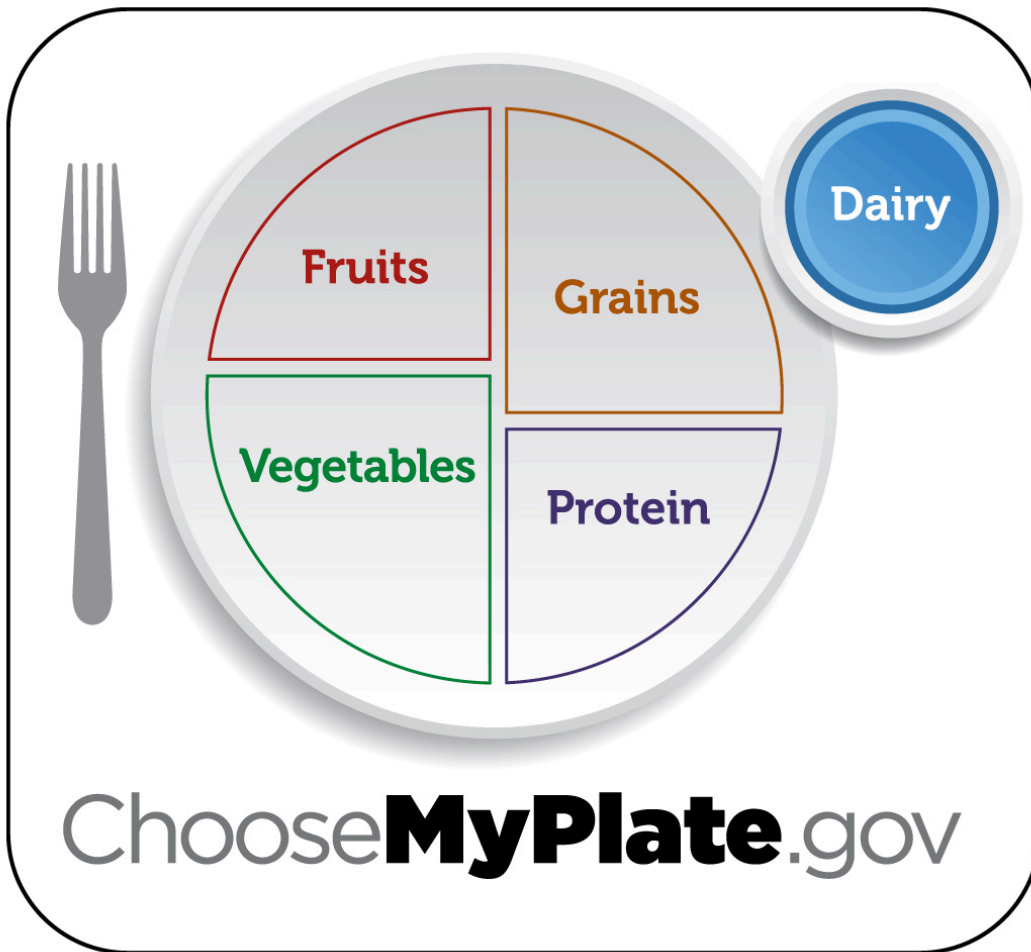 Dairy
Fruits
Grains
Vegetables
Protein
ChooseMyPlate.gov